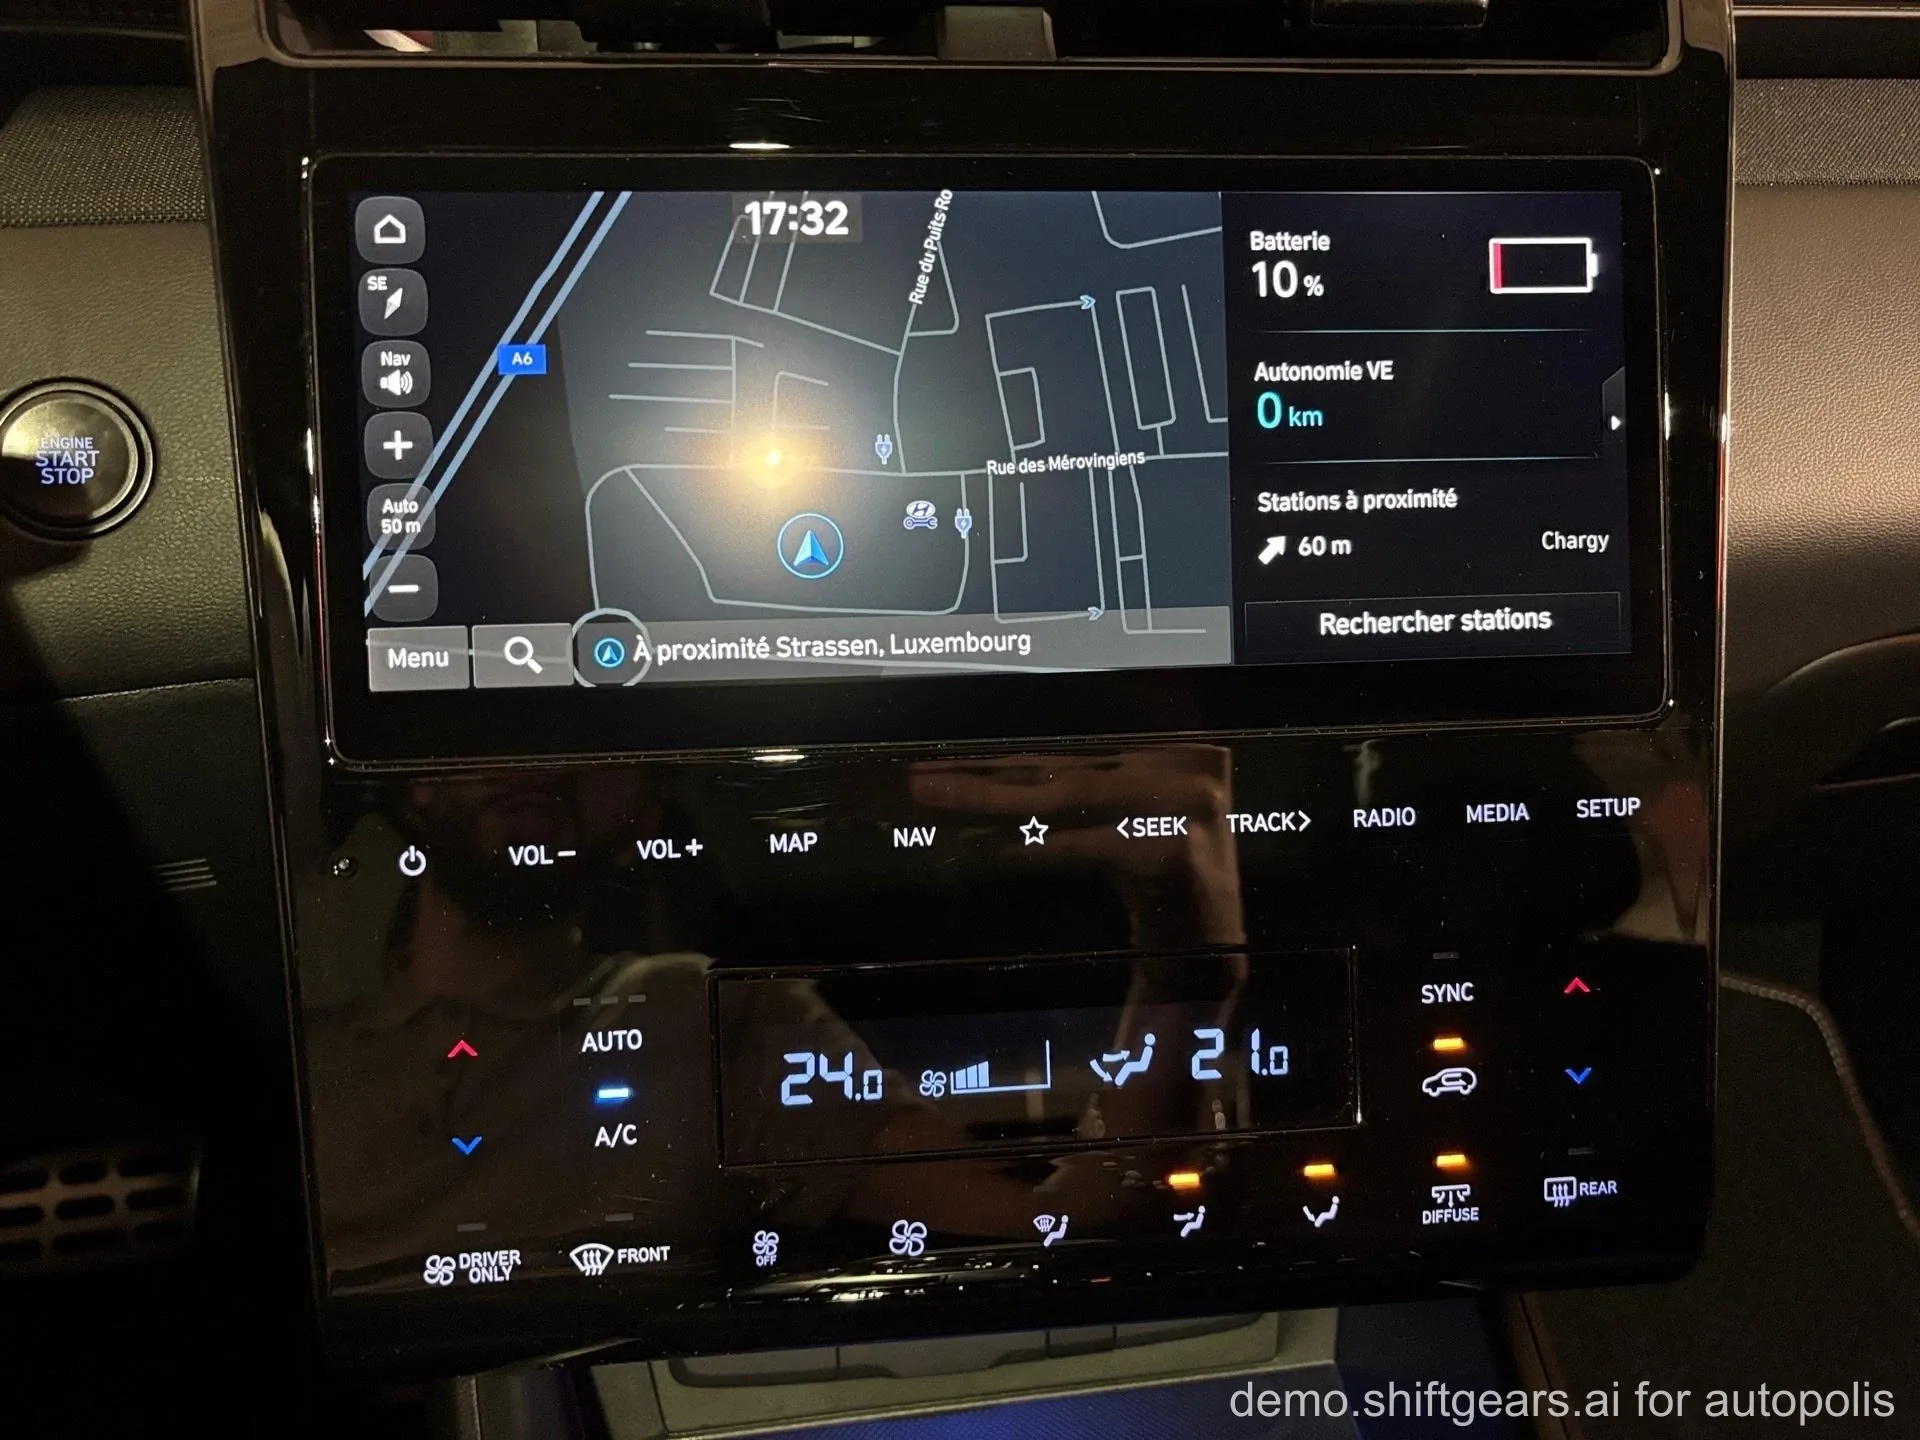 17:32
SE
Nav
Auto
50 m
Menu
A6
Rue du Puits Ro
Rue des Mérovingiens
À proximité Strassen, Luxembourg
Batterie
10 %
Autonomie VE
0 km
Stations à proximité
60 m
Chargy
Rechercher stations
ENGINE
START
STOP
VOL −
VOL +
MAP
NAV
< SEEK
TRACK >
RADIO
MEDIA
SETUP
AUTO
A/C
24.0
21.0
SYNC
DRIVER
ONLY
FRONT
OFF
DIFFUSE
REAR
demo.shiftgears.ai for autopolis